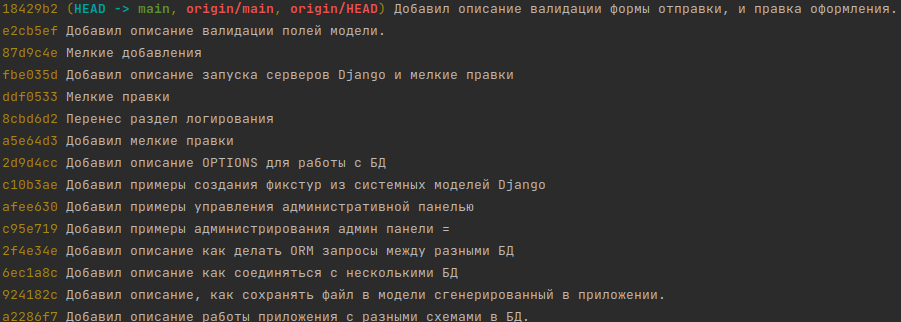 18429b2 (HEAD -> main, origin/main, origin/HEAD) Добавил описание валидации формы отправки, и правка оформления.
e2cb5ef Добавил описание валидации полей модели.
87d9c4e Мелкие добавления
fbe035d Добавил описание запуска серверов Django и мелкие правки
ddf0533 Мелкие правки
8cbd6d2 Перенес раздел логирования
a5e64d3 Добавил мелкие правки
2d9d4cc Добавил описание OPTIONS для работы с БД
c10b3ae Добавил примеры создания фикстур из системных моделей Django
afee630 Добавил примеры управления административной панелью
c95e719 Добавил примеры администрирования админ панели =
2f4e34e Добавил описание как делать ORM запросы между разными БД
6ec1a8c Добавил описание как соединяться с несколькими БД
924182c Добавил описание, как сохранять файл в модели сгенерированный в приложении.
a2286f7 Добавил описание работы приложения с разными схемами в БД.